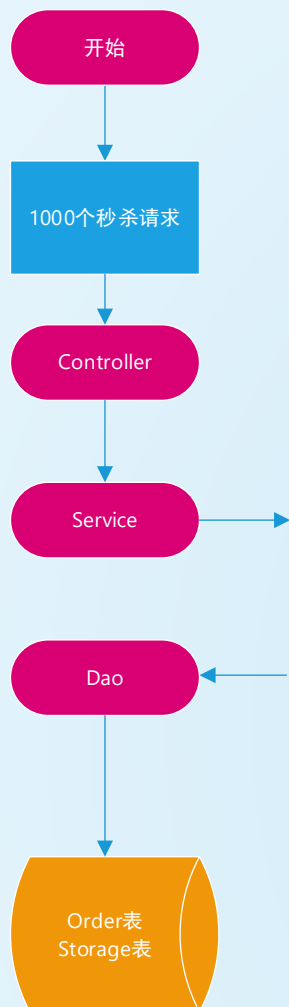 开始
1000个秒杀请求
Controller
Service
Dao
Order表
Storage表